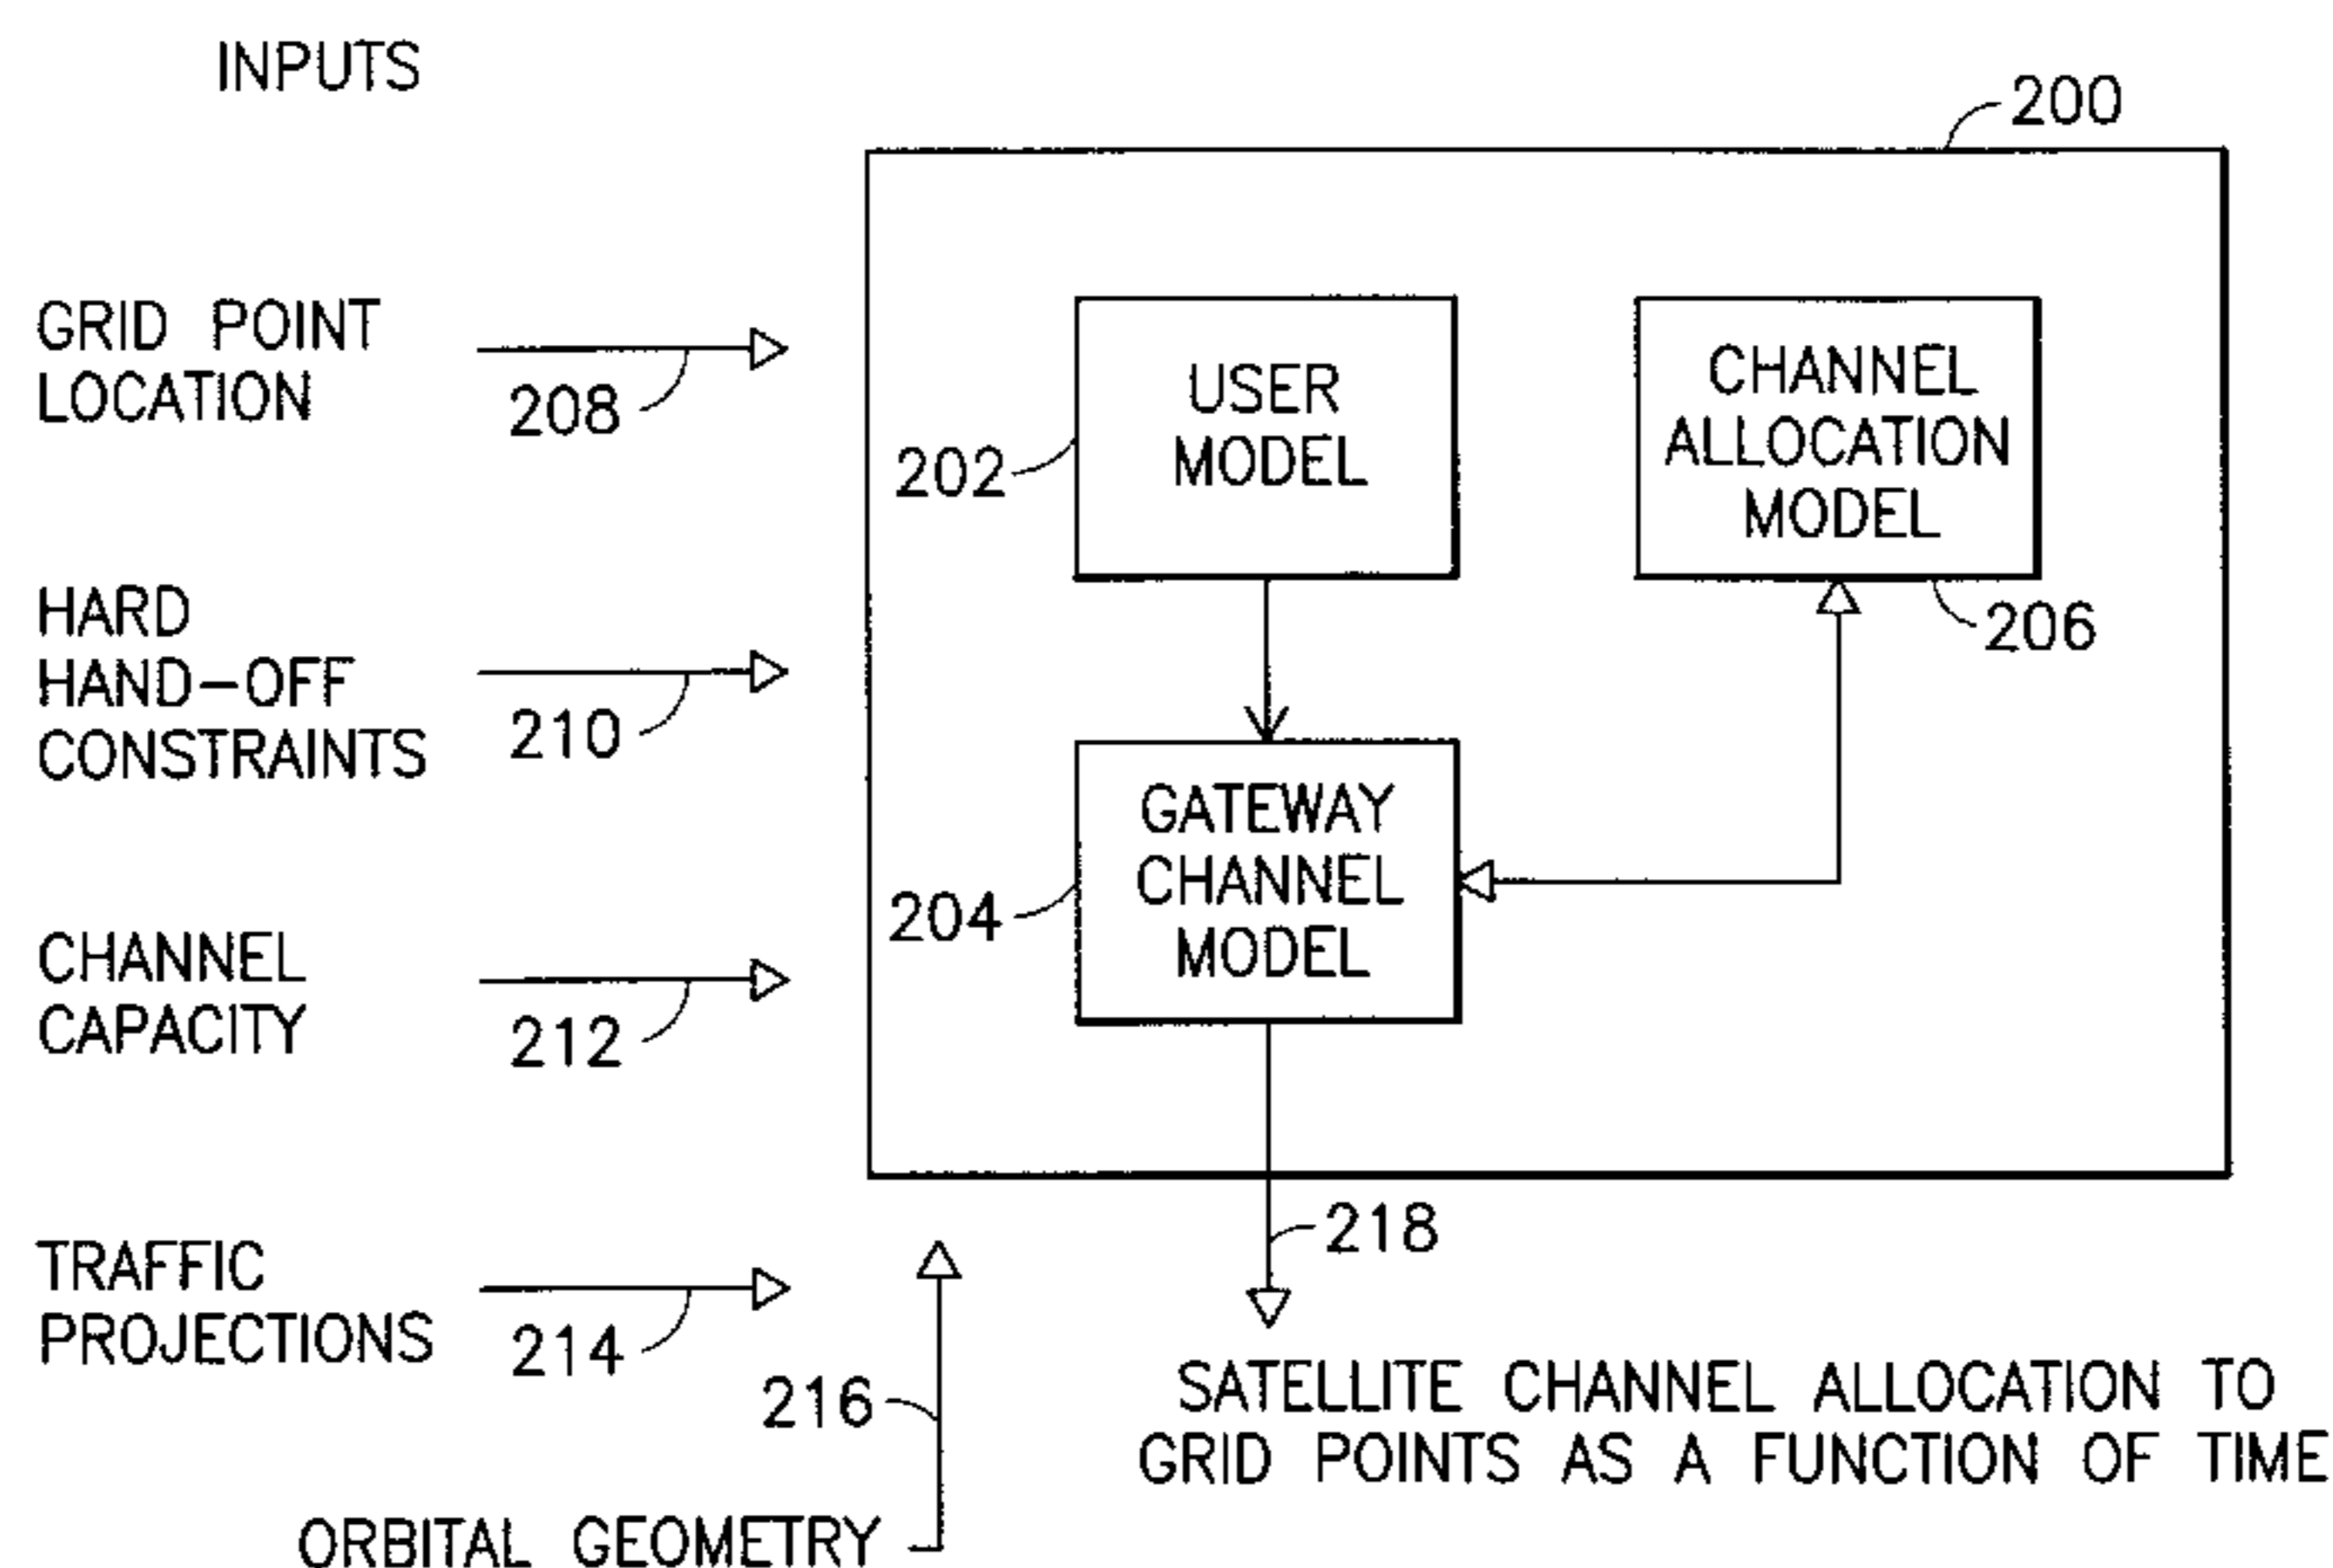 INPUTS
200
GRID POINT
LOCATION
208
HARD
HAND-OFF
CONSTRAINTS
210
CHANNEL
CAPACITY
212
TRAFFIC
PROJECTIONS
214
216
ORBITAL GEOMETRY
USER
MODEL
202
CHANNEL
ALLOCATION
MODEL
206
GATEWAY
CHANNEL
MODEL
204
218
SATELLITE CHANNEL ALLOCATION TO
GRID POINTS AS A FUNCTION OF TIME